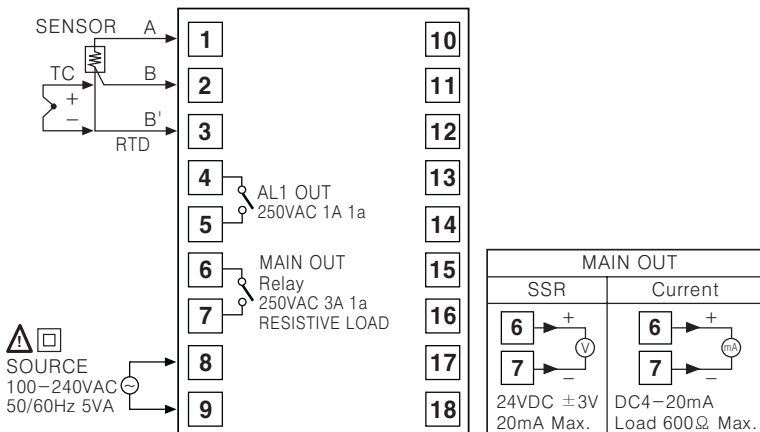 SENSOR
A
B
B'
TC
+
−
RTD
1
2
3
4
5
6
7
8
9
10
11
12
13
14
15
16
17
18
AL1 OUT
250VAC 1A 1a
MAIN OUT
Relay
250VAC 3A 1a
RESISTIVE LOAD
SOURCE
100−240VAC
50/60Hz 5VA
MAIN OUT
SSR
6
7
+
−
V
24VDC ±3V
20mA Max.
Current
6
7
+
−
mA
DC4−20mA
Load 600Ω Max.